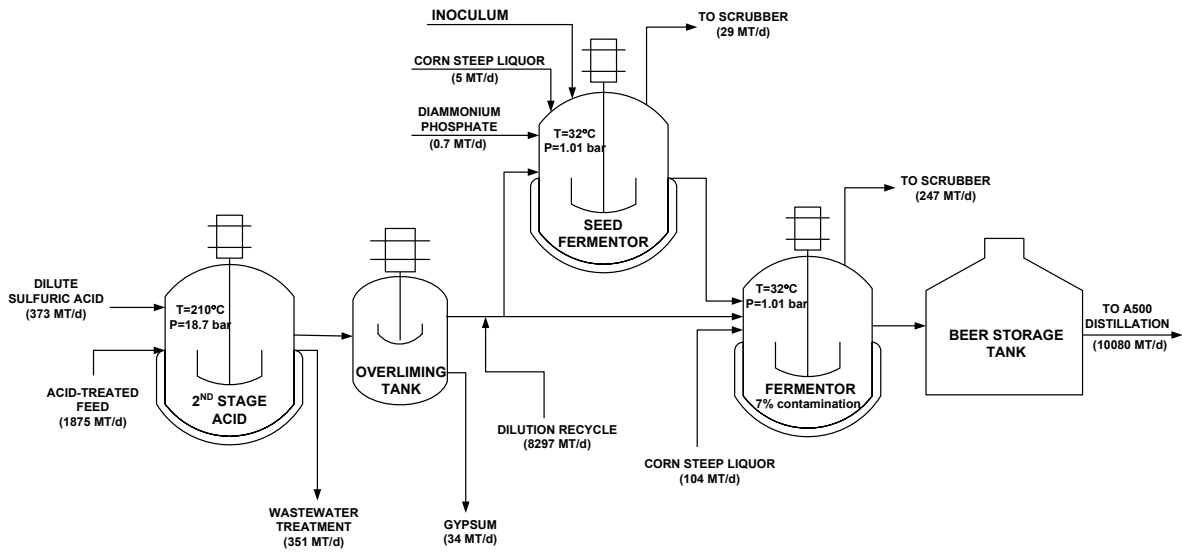 INOCULUM
TO SCRUBBER
(29 MT/d)
CORN STEEP LIQUOR
(5 MT/d)
DIAMMONIUM
PHOSPHATE
(0.7 MT/d)
T=32ºC
P=1.01 bar
SEED
FERMENTOR
TO SCRUBBER
(247 MT/d)
DILUTE
SULFURIC ACID
(373 MT/d)
T=210ºC
P=18.7 bar
2ND STAGE
ACID
ACID-TREATED
FEED
(1875 MT/d)
OVERLIMING
TANK
T=32ºC
P=1.01 bar
FERMENTOR
7% contamination
BEER STORAGE
TANK
TO A500
DISTILLATION
(10080 MT/d)
DILUTION RECYCLE
(8297 MT/d)
CORN STEEP LIQUOR
(104 MT/d)
WASTEWATER
TREATMENT
(351 MT/d)
GYPSUM
(34 MT/d)